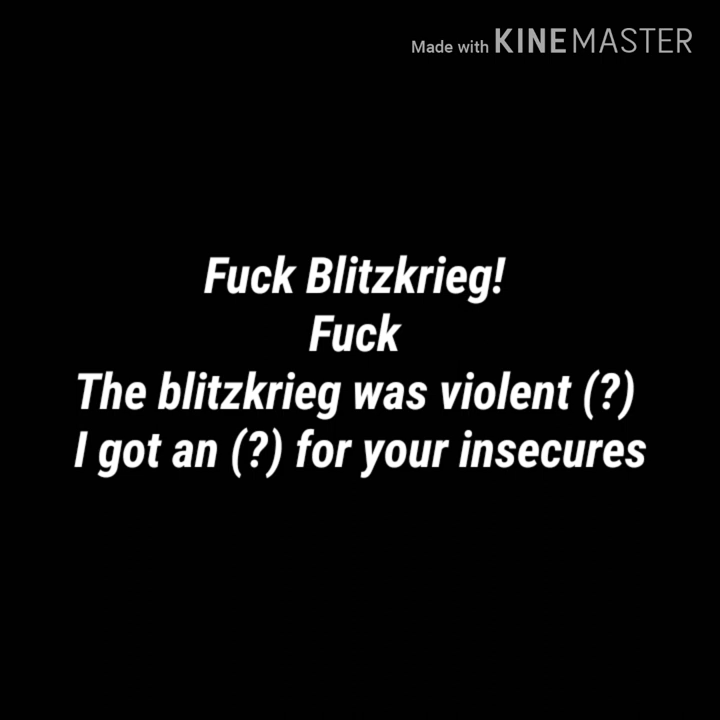 Made with KINEMASTER
Fuck Blitzkrieg!
Fuck
The blitzkrieg was violent (?)
I got an (?) for your insecures